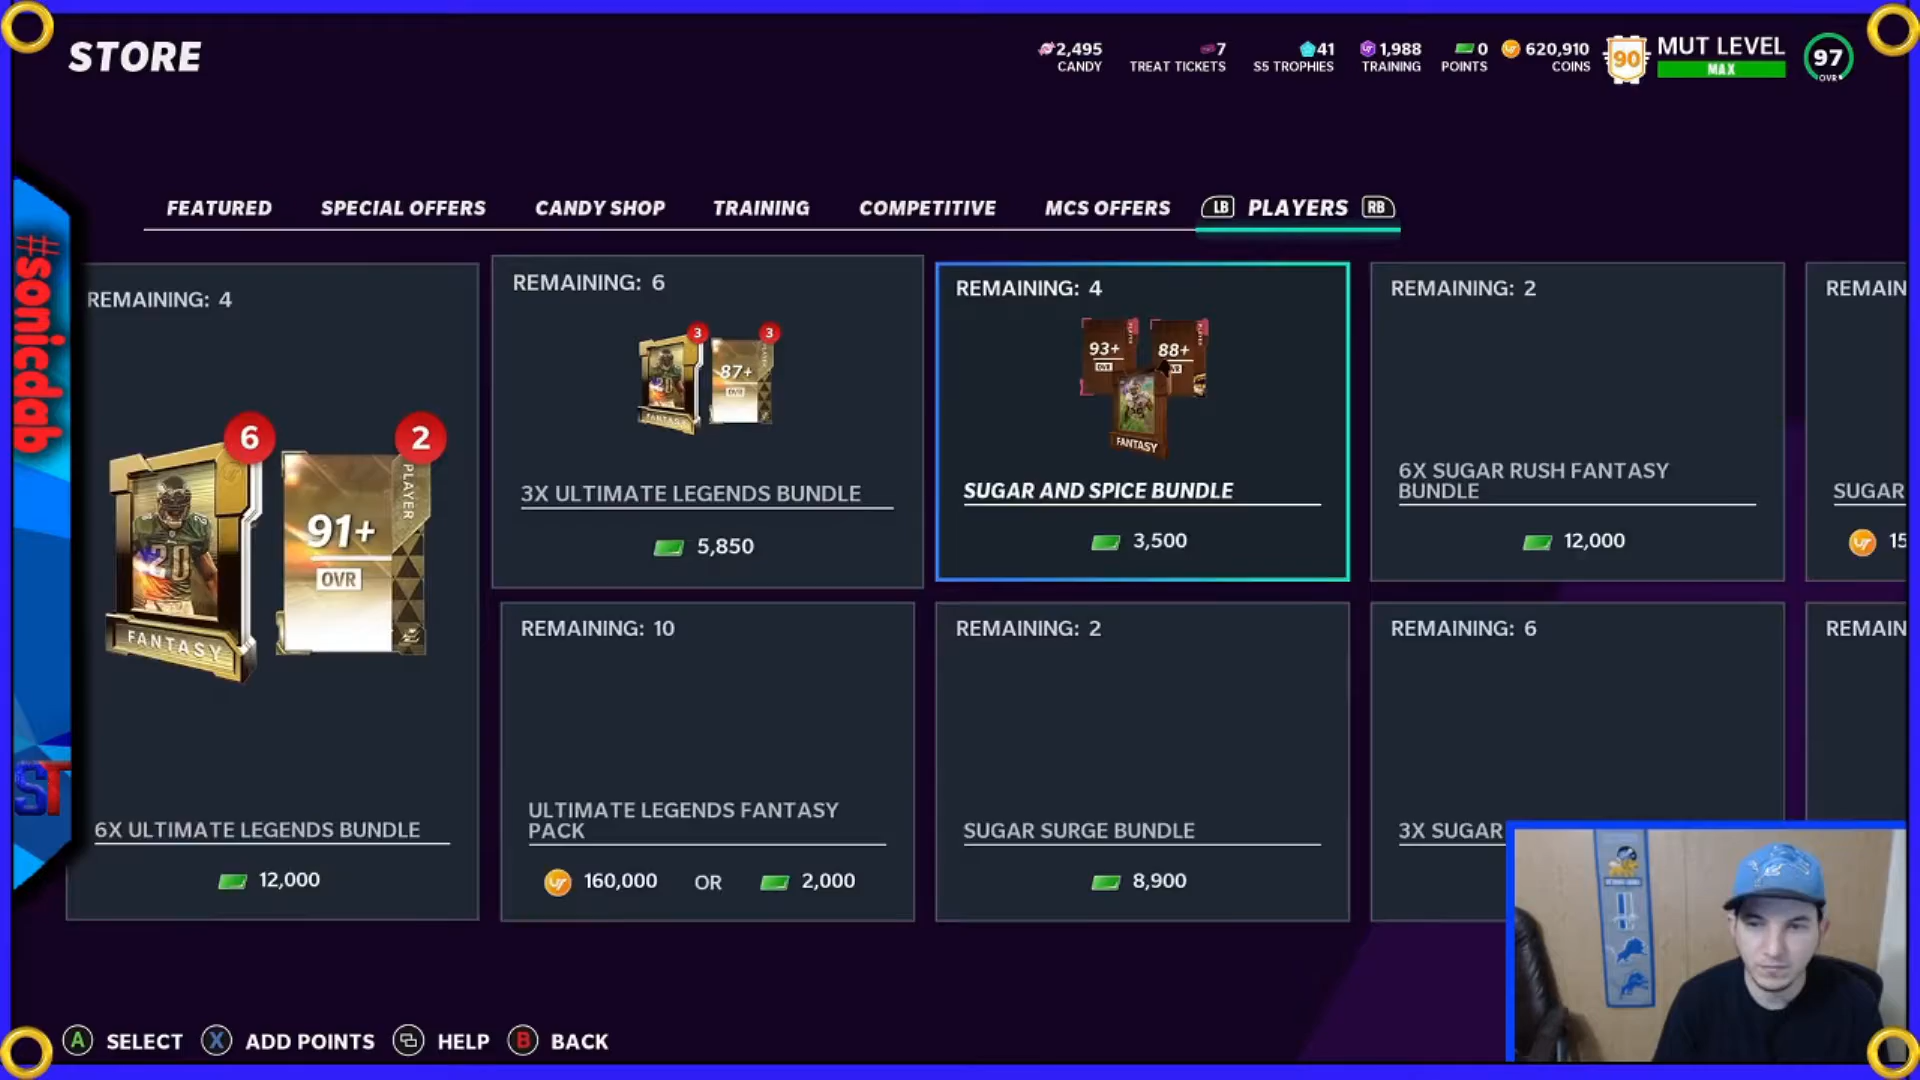 STORE
2,495
CANDY
7
TREAT TICKETS
41
S5 TROPHIES
1,988
TRAINING
0
POINTS
620,910
COINS
90
MUT LEVEL
MAX
97
OVR
FEATURED
SPECIAL OFFERS
CANDY SHOP
TRAINING
COMPETITIVE
MCS OFFERS
LB
PLAYERS
RB
#sonicdab
ST
REMAINING: 4
6
2
20
FANTASY
91+
OVR
PLAYER
6X ULTIMATE LEGENDS BUNDLE
12,000
REMAINING: 6
3
3
87+
OVR
3X ULTIMATE LEGENDS BUNDLE
5,850
REMAINING: 4
93+
OVR
88+
FANTASY
SUGAR AND SPICE BUNDLE
3,500
REMAINING: 2
6X SUGAR RUSH FANTASY
BUNDLE
12,000
REMAIN
SUGAR
15
REMAINING: 10
ULTIMATE LEGENDS FANTASY
PACK
160,000 OR 2,000
REMAINING: 2
SUGAR SURGE BUNDLE
8,900
REMAINING: 6
3X SUGAR
REMAIN
A SELECT
X ADD POINTS
HELP
B BACK